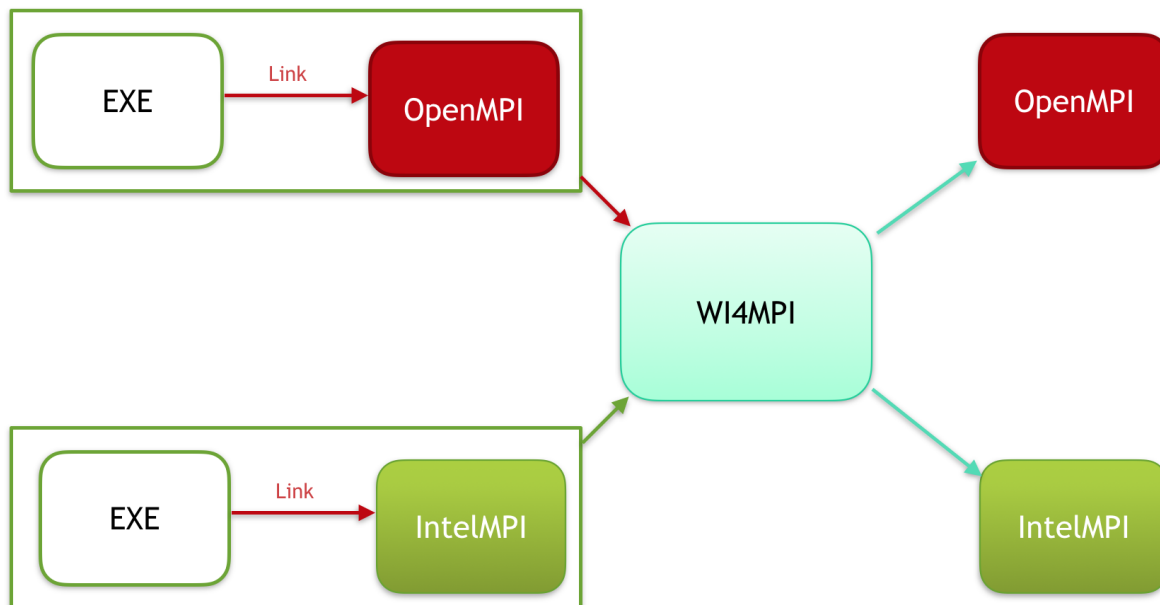 EXE
Link
OpenMPI
OpenMPI
WI4MPI
EXE
Link
IntelMPI
IntelMPI